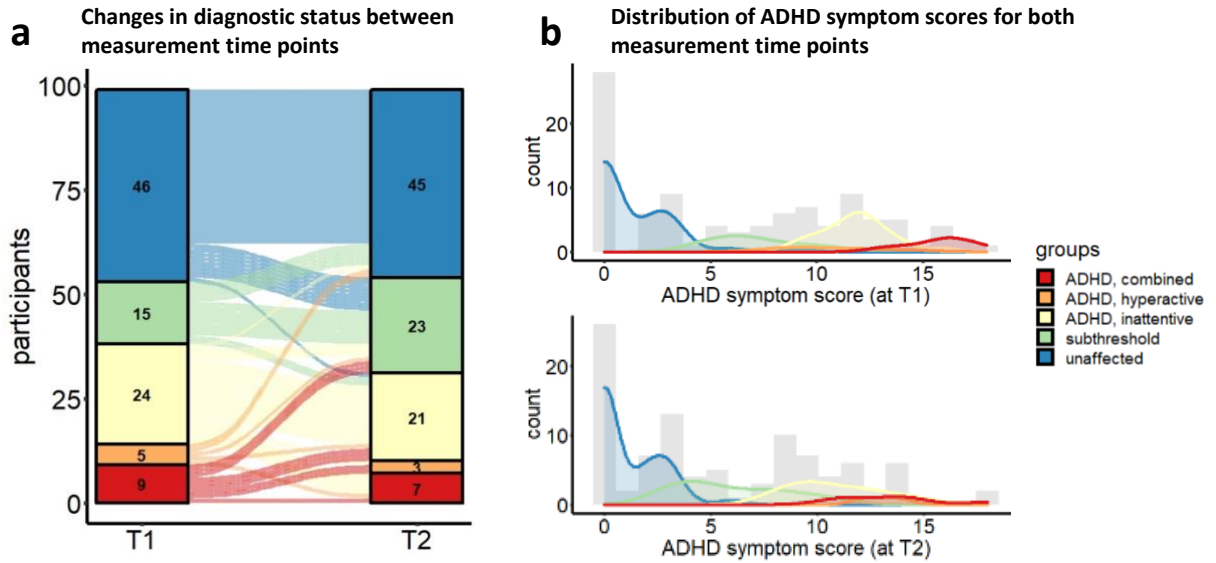 a
Changes in diagnostic status between
measurement time points
participants
100
75
50
25
0
46
15
24
5
9
45
23
21
3
7
T1
T2
b
Distribution of ADHD symptom scores for both
measurement time points
count
20
10
0
0
5
10
15
ADHD symptom score (at T1)
count
20
10
0
0
5
10
15
ADHD symptom score (at T2)
groups
ADHD, combined
ADHD, hyperactive
ADHD, inattentive
subthreshold
unaffected